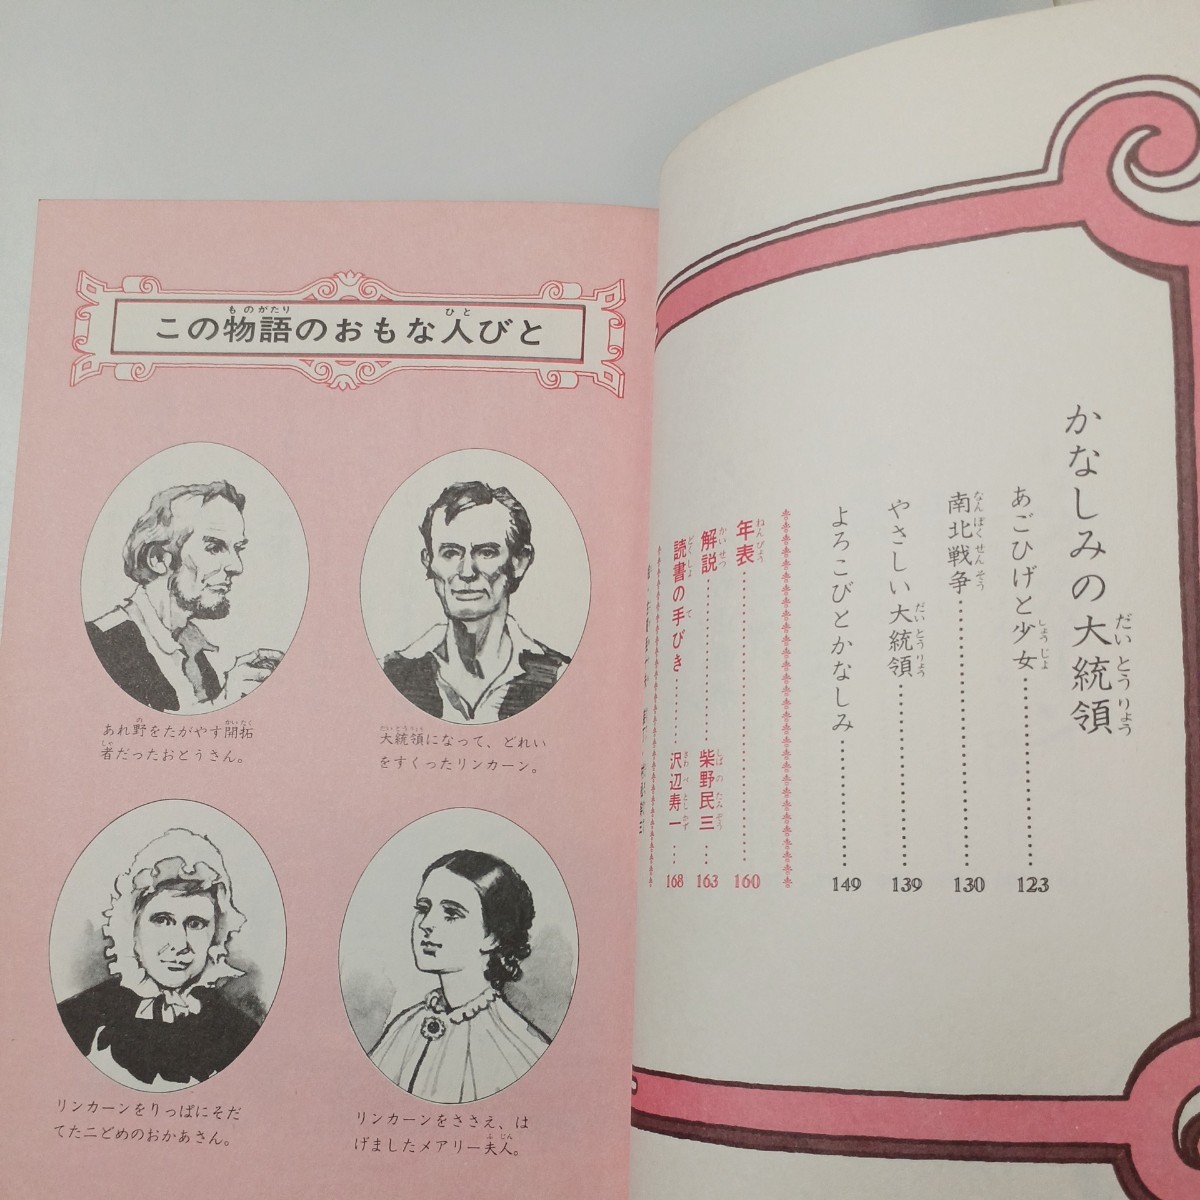 この物語のおもな人びと
あれ野をたがやす開拓
者だったおとうさん。
大統領になって、どれい
をすくったリンカーン。
リンカーンをりっぱにそだ
てた二どめのおかあさん。
リンカーンをささえ、は
げましたメアリー夫人。
かなしみの大統領
あごひげと少女……………123
南北戦争……………130
やさしい大統領……………139
よろこびとかなしみ……………149
年表……………160
解説……………柴野民三…163
読書の手びき……………沢辺寿一…168